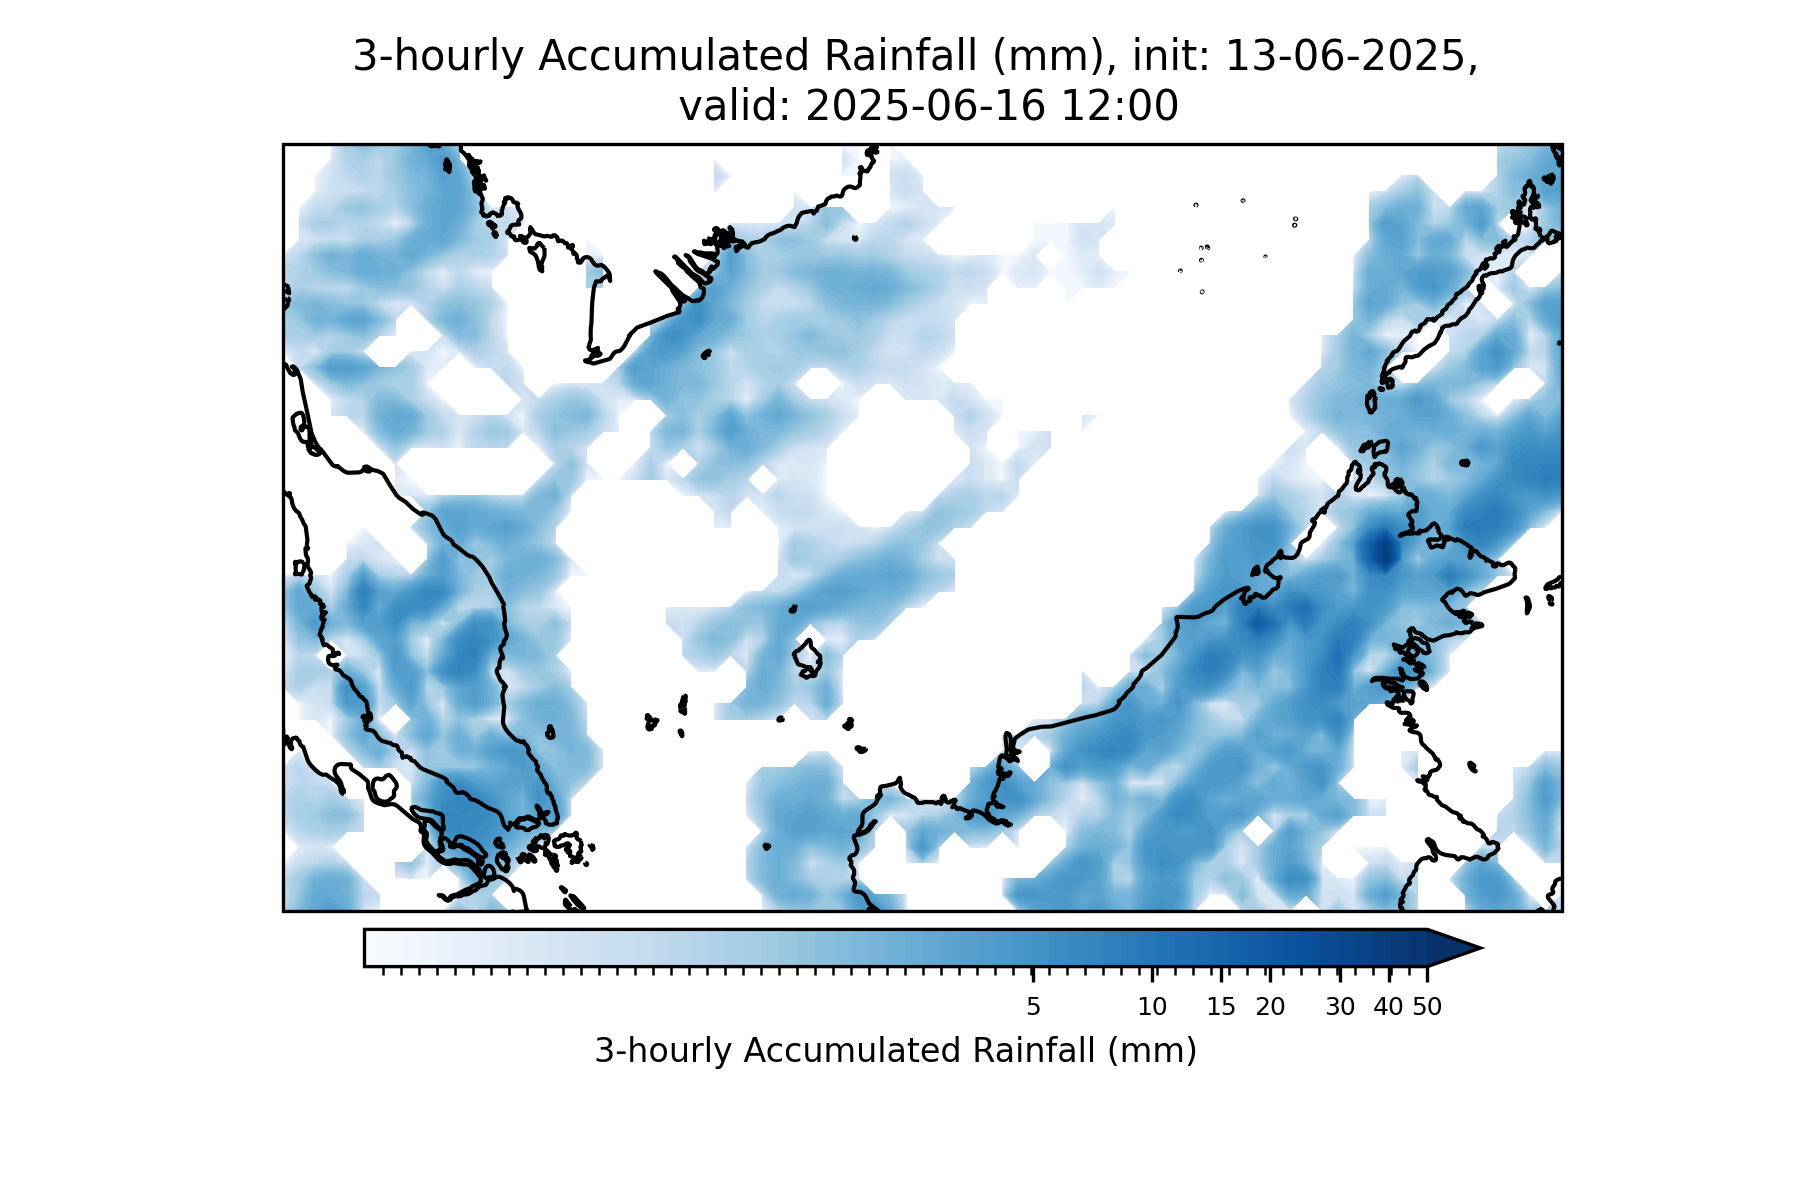 3-hourly Accumulated Rainfall (mm), init: 13-06-2025,
valid: 2025-06-16 12:00
5 10 15 20 30 40 50
3-hourly Accumulated Rainfall (mm)